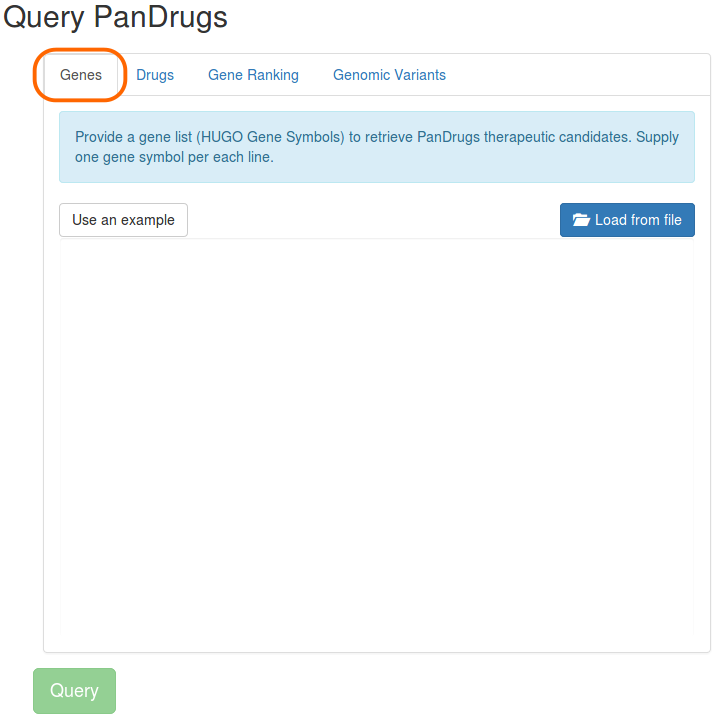 Query PanDrugs
Genes Drugs Gene Ranking Genomic Variants
Provide a gene list (HUGO Gene Symbols) to retrieve PanDrugs therapeutic candidates. Supply
one gene symbol per each line.
Use an example Load from file
Query